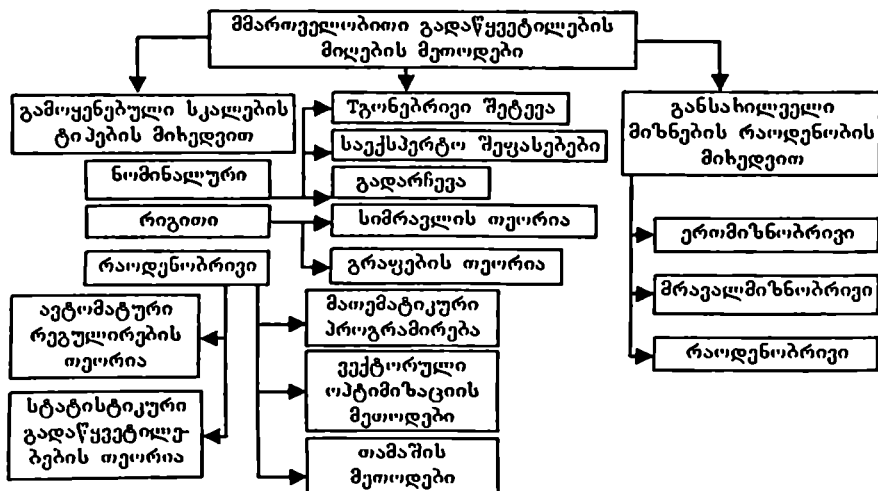 მმართველობითი გადაწყვეტილების
მიღების მეთოდები
გამოყენებული სკალების
ტიპების მიხედვით
Tგონებრივი შეტევა
საექსპერტო შეფასებები
განსახილველი
მიზნების რაოდენობის
მიხედვით
ნომინალური
გადარჩევა
რიგითი
სიმრავლის თეორია
ერთმიზნობრივი
რაოდენობრივი
გრაფების თეორია
მრავალმიზნობრივი
ავტომატური
რეგულირების
თეორია
მათემატიკური
პროგრამირება
რაოდენობრივი
ვექტორული
ოპტიმიზაციის
მეთოდები
სტატისტიკური
გადაწყვეტილე-
ბების თეორია
თამაშის
მეთოდები